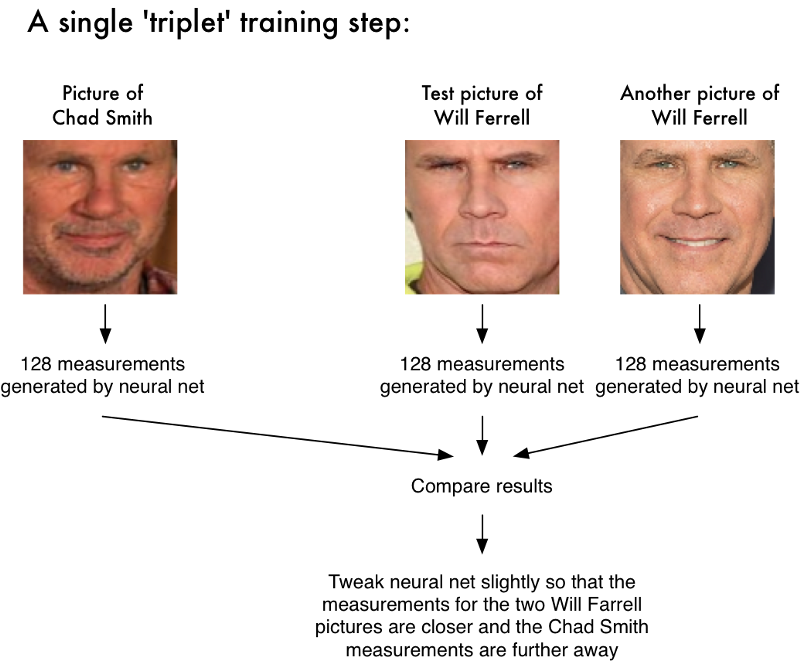 A single 'triplet' training step:
Picture of
Chad Smith
Test picture of
Will Ferrell
Another picture of
Will Ferrell
128 measurements
generated by neural net
128 measurements
generated by neural net
128 measurements
generated by neural net
Compare results
Tweak neural net slightly so that the
measurements for the two Will Farrell
pictures are closer and the Chad Smith
measurements are further away